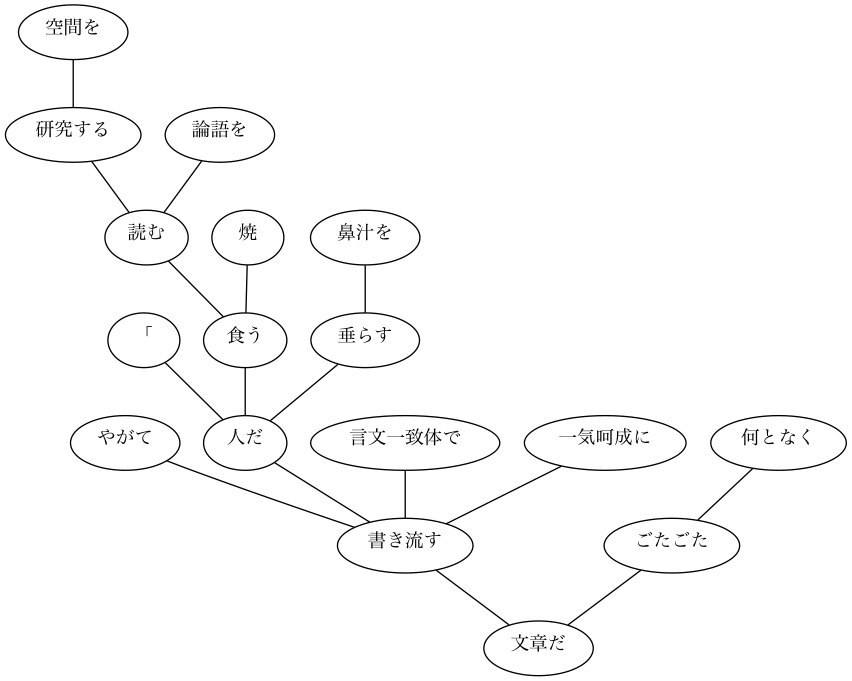 空間を
研究する
論語を
読む
焼
鼻汁を
「
食う
垂らす
やがて
人だ
言文一致体で
一気呵成に
何となく
書き流す
ごたごた
文章だ